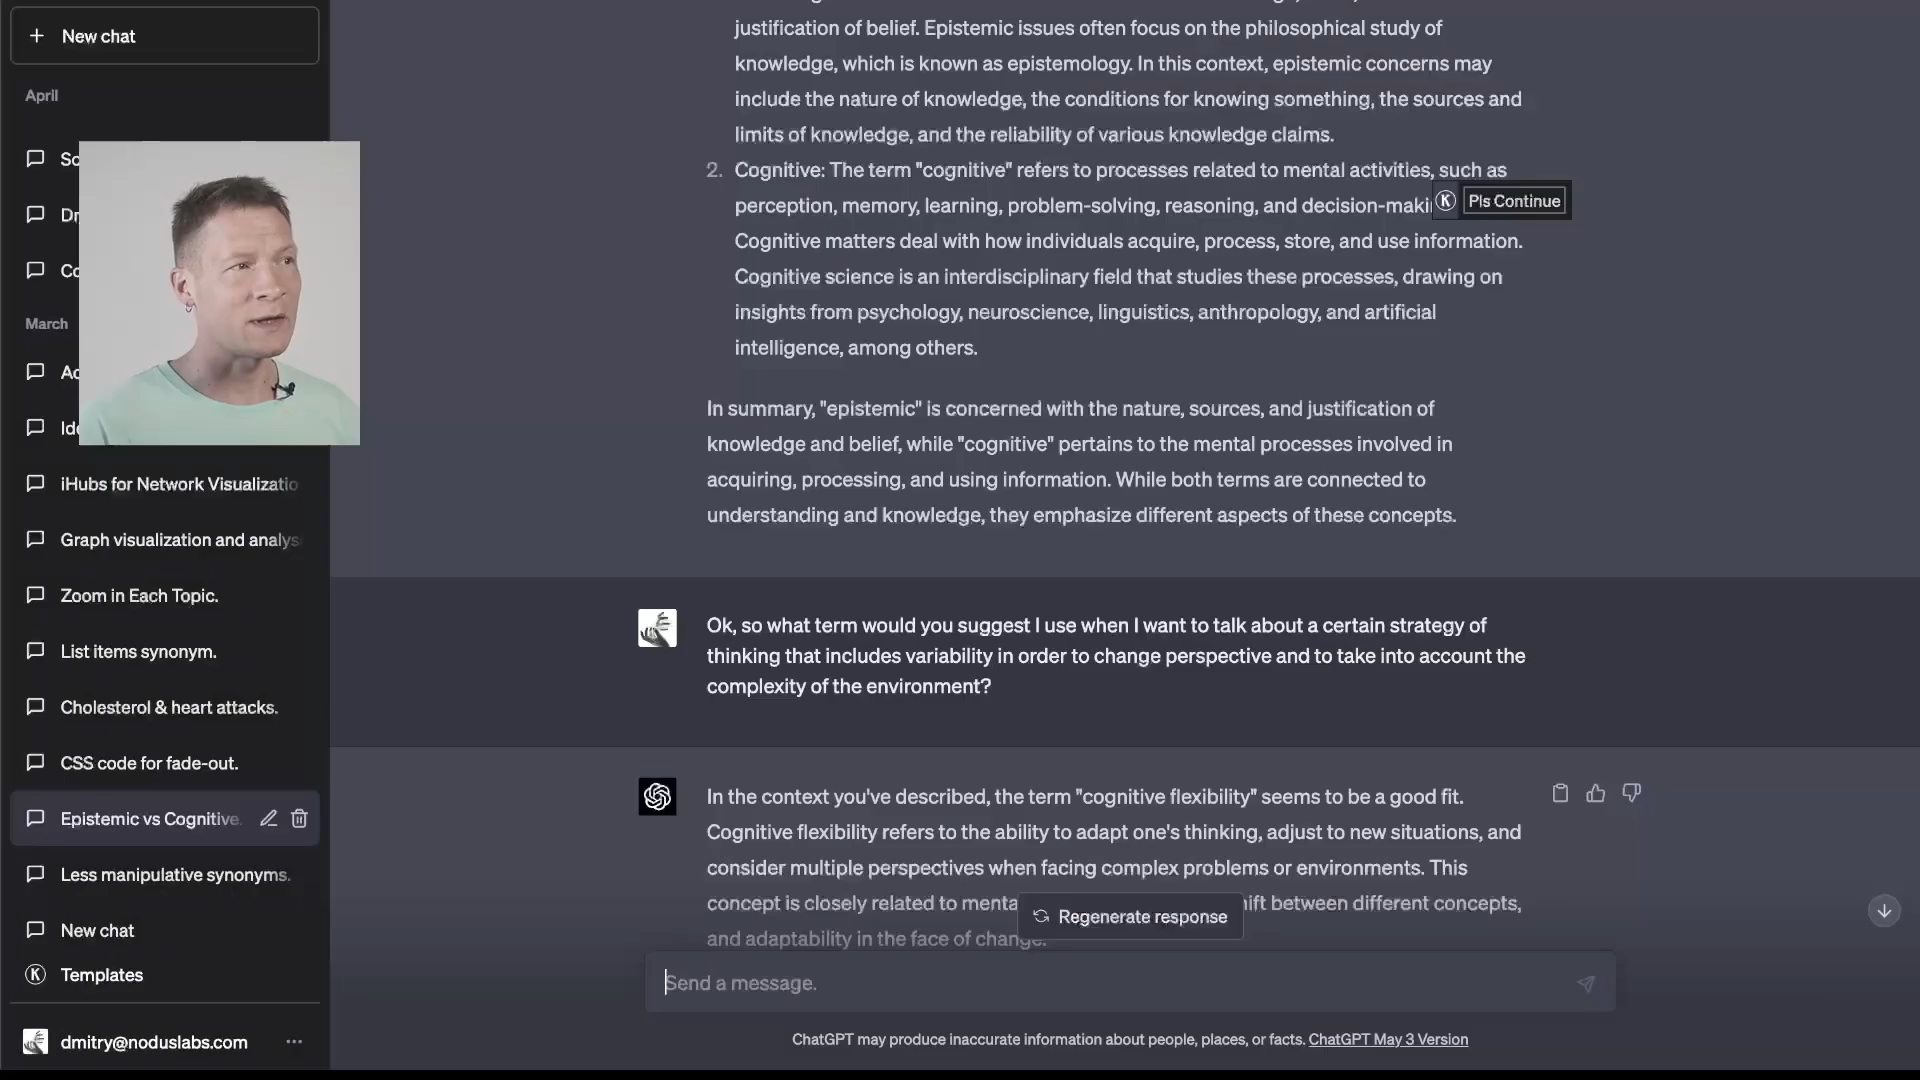 New chat
April
So
Dr
Co
March
Ac
Ide
iHubs for Network Visualizatio
Graph visualization and analys
Zoom in Each Topic.
List items synonym.
Cholesterol & heart attacks.
CSS code for fade-out.
Epistemic vs Cognitive.
Less manipulative synonyms.
New chat
K Templates
dmitry@noduslabs.com
justification of belief. Epistemic issues often focus on the philosophical study of
knowledge, which is known as epistemology. In this context, epistemic concerns may
include the nature of knowledge, the conditions for knowing something, the sources and
limits of knowledge, and the reliability of various knowledge claims.
2. Cognitive: The term "cognitive" refers to processes related to mental activities, such as
perception, memory, learning, problem-solving, reasoning, and decision-maki
K Pls Continue
Cognitive matters deal with how individuals acquire, process, store, and use information.
Cognitive science is an interdisciplinary field that studies these processes, drawing on
insights from psychology, neuroscience, linguistics, anthropology, and artificial
intelligence, among others.
In summary, "epistemic" is concerned with the nature, sources, and justification of
knowledge and belief, while "cognitive" pertains to the mental processes involved in
acquiring, processing, and using information. While both terms are connected to
understanding and knowledge, they emphasize different aspects of these concepts.
Ok, so what term would you suggest I use when I want to talk about a certain strategy of
thinking that includes variability in order to change perspective and to take into account the
complexity of the environment?
In the context you've described, the term "cognitive flexibility" seems to be a good fit.
Cognitive flexibility refers to the ability to adapt one's thinking, adjust to new situations, and
consider multiple perspectives when facing complex problems or environments. This
concept is closely related to menta ift between different concepts,
and adaptability in the face of change.
Regenerate response
Send a message.
ChatGPT may produce inaccurate information about people, places, or facts. ChatGPT May 3 Version